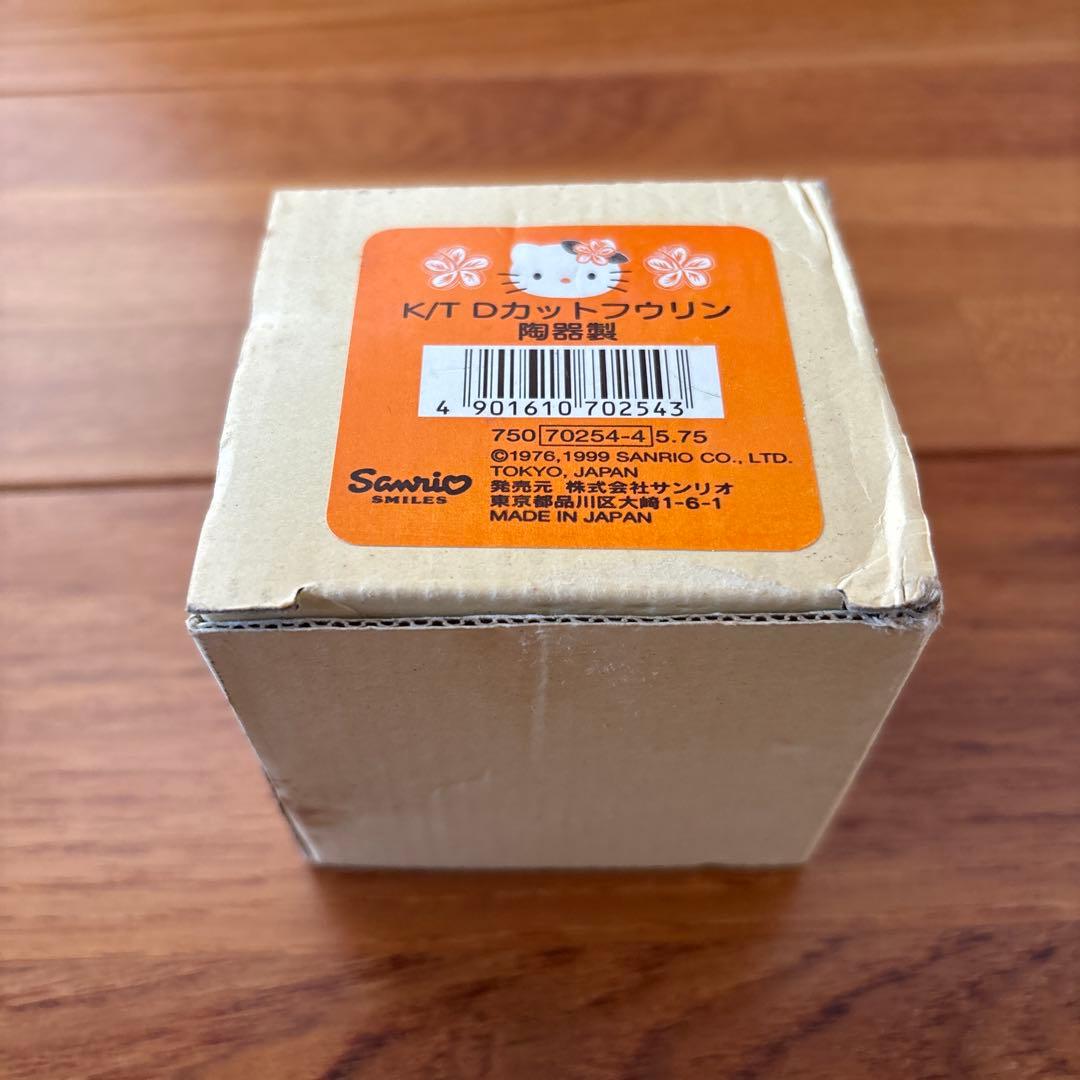 K/T Dカットフウリン
陶器製
4 901610 702543
750 70254-4 5.75
©1976,1999 SANRIO CO., LTD.
TOKYO, JAPAN
Sanrio
SMILES
発売元 株式会社サンリオ
東京都品川区大崎1-6-1
MADE IN JAPAN